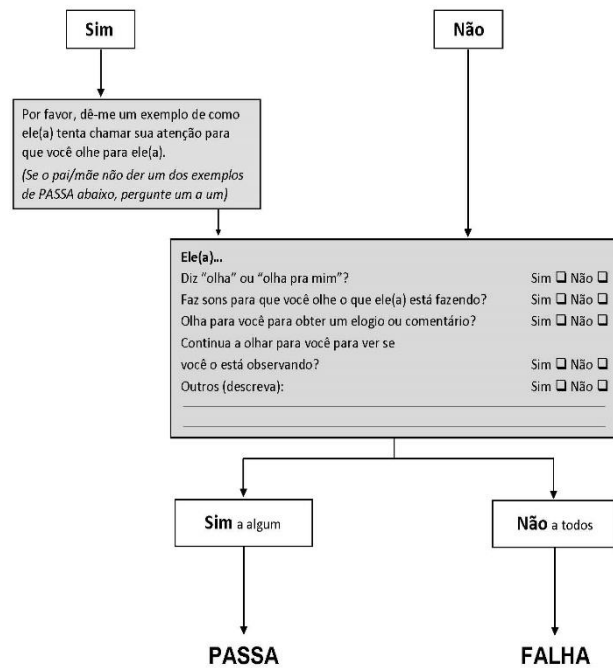 Sim
Não
Por favor, dê-me um exemplo de como
ele(a) tenta chamar sua atenção para
que você olhe para ele(a).
(Se o pai/mãe não der um dos exemplos
de PASSA abaixo, pergunte um a um)
Ele(a)...
Diz "olha" ou "olha pra mim"? Sim ❑ Não ❑
Faz sons para que você olhe o que ele(a) está fazendo? Sim ❑ Não ❑
Olha para você para obter um elogio ou comentário? Sim ❑ Não ❑
Continua a olhar para você para ver se
você o está observando? Sim ❑ Não ❑
Outros (descreva): Sim ❑ Não ❑
Sim a algum
Não a todos
PASSA
FALHA